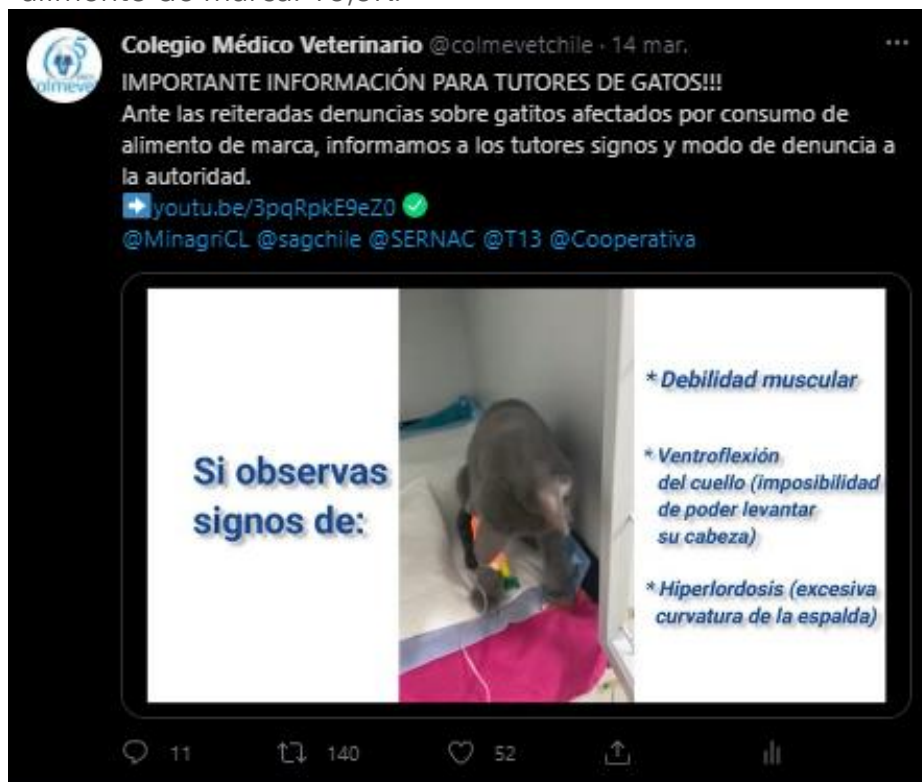 Colegio Médico Veterinario @colmevetchile · 14 mar.
IMPORTANTE INFORMACIÓN PARA TUTORES DE GATOS!!!
Ante las reiteradas denuncias sobre gatitos afectados por consumo de
alimento de marca, informamos a los tutores signos y modo de denuncia a
la autoridad.
➡️youtu.be/3pqRpkE9eZ0 ✅
@MinagriCL @sagchile @SERNAC @T13 @Cooperativa
Si observas
signos de:
* Debilidad muscular
* Ventroflexión
del cuello (imposibilidad
de poder levantar
su cabeza)
* Hiperlordosis (excesiva
curvatura de la espalda)
11 140 52